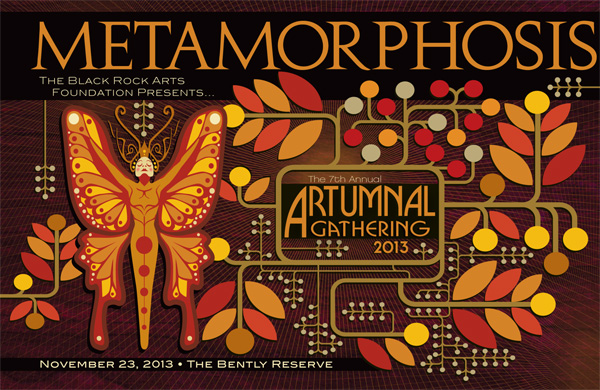 METAMORPHOSIS
THE BLACK ROCK ARTS
FOUNDATION PRESENTS...
The 7th Annual
ARTUMNAL
GATHERING
2013
NOVEMBER 23, 2013 • THE BENTLY RESERVE